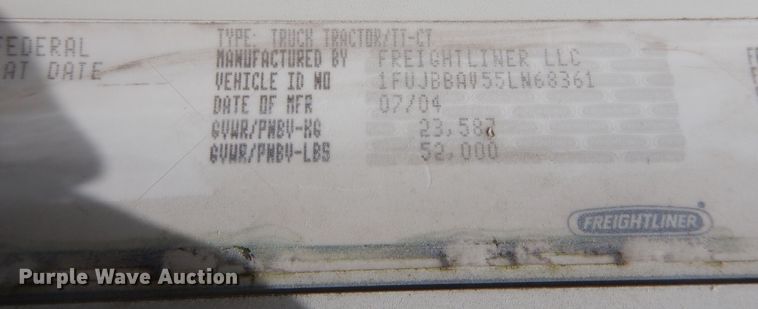 FEDERAL
AT DATE
TYPE: TRUCK TRACTOR/TT-CT
MANUFACTURED BY FREIGHTLINER LLC
VEHICLE ID NO 1FUJBBAV55LN68361
DATE OF MFR 07/04
GVWR/PNBV-KG 23,587
GVWR/PNBV-LBS 52,000
FREIGHTLINER
Purple Wave Auction